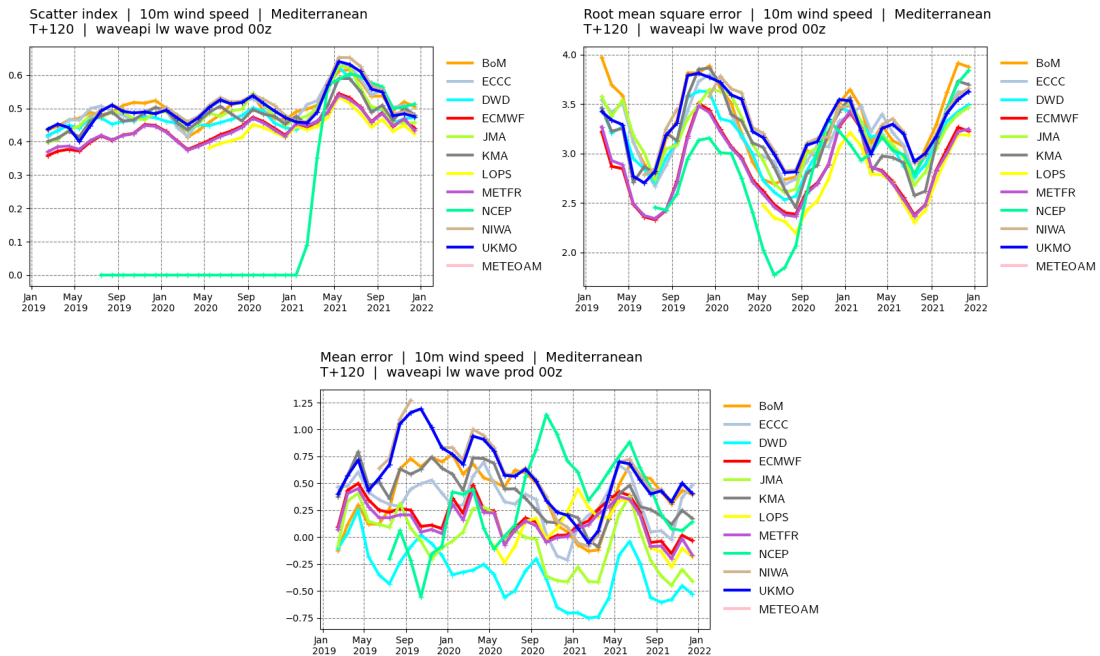 Scatter index | 10m wind speed | Mediterranean
T+120 | waveapi lw wave prod 00z
0.6
0.5
0.4
0.3
0.2
0.1
0.0
Jan May Sep Jan May Sep Jan May Sep Jan
2019 2019 2019 2020 2020 2020 2021 2021 2021 2022
BoM
ECCC
DWD
ECMWF
JMA
KMA
LOPS
METFR
NCEP
NIWA
UKMO
METEOAM
Root mean square error | 10m wind speed | Mediterranean
T+120 | waveapi lw wave prod 00z
4.0
3.5
3.0
2.5
2.0
Jan May Sep Jan May Sep Jan May Sep Jan
2019 2019 2019 2020 2020 2020 2021 2021 2021 2022
BoM
ECCC
DWD
ECMWF
JMA
KMA
LOPS
METFR
NCEP
NIWA
UKMO
METEOAM
Mean error | 10m wind speed | Mediterranean
T+120 | waveapi lw wave prod 00z
1.25
1.00
0.75
0.50
0.25
0.00
−0.25
−0.50
−0.75
Jan May Sep Jan May Sep Jan May Sep Jan
2019 2019 2019 2020 2020 2020 2021 2021 2021 2022
BoM
ECCC
DWD
ECMWF
JMA
KMA
LOPS
METFR
NCEP
NIWA
UKMO
METEOAM